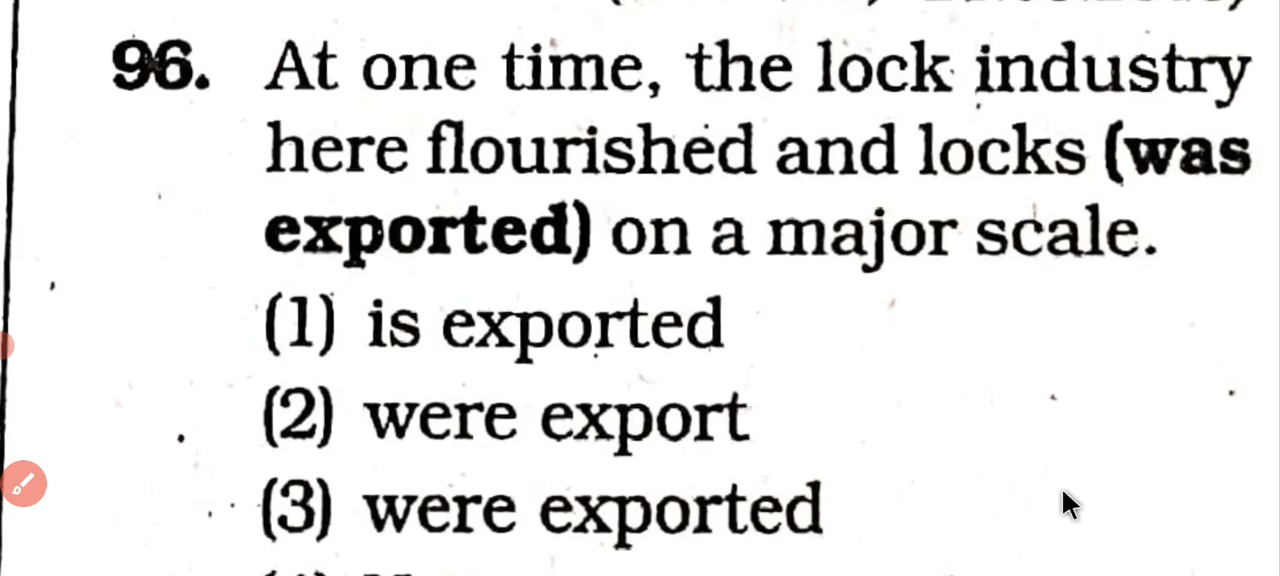 96. At one time, the lock industry
here flourished and locks (was
exported) on a major scale.
(1) is exported
(2) were export
(3) were exported